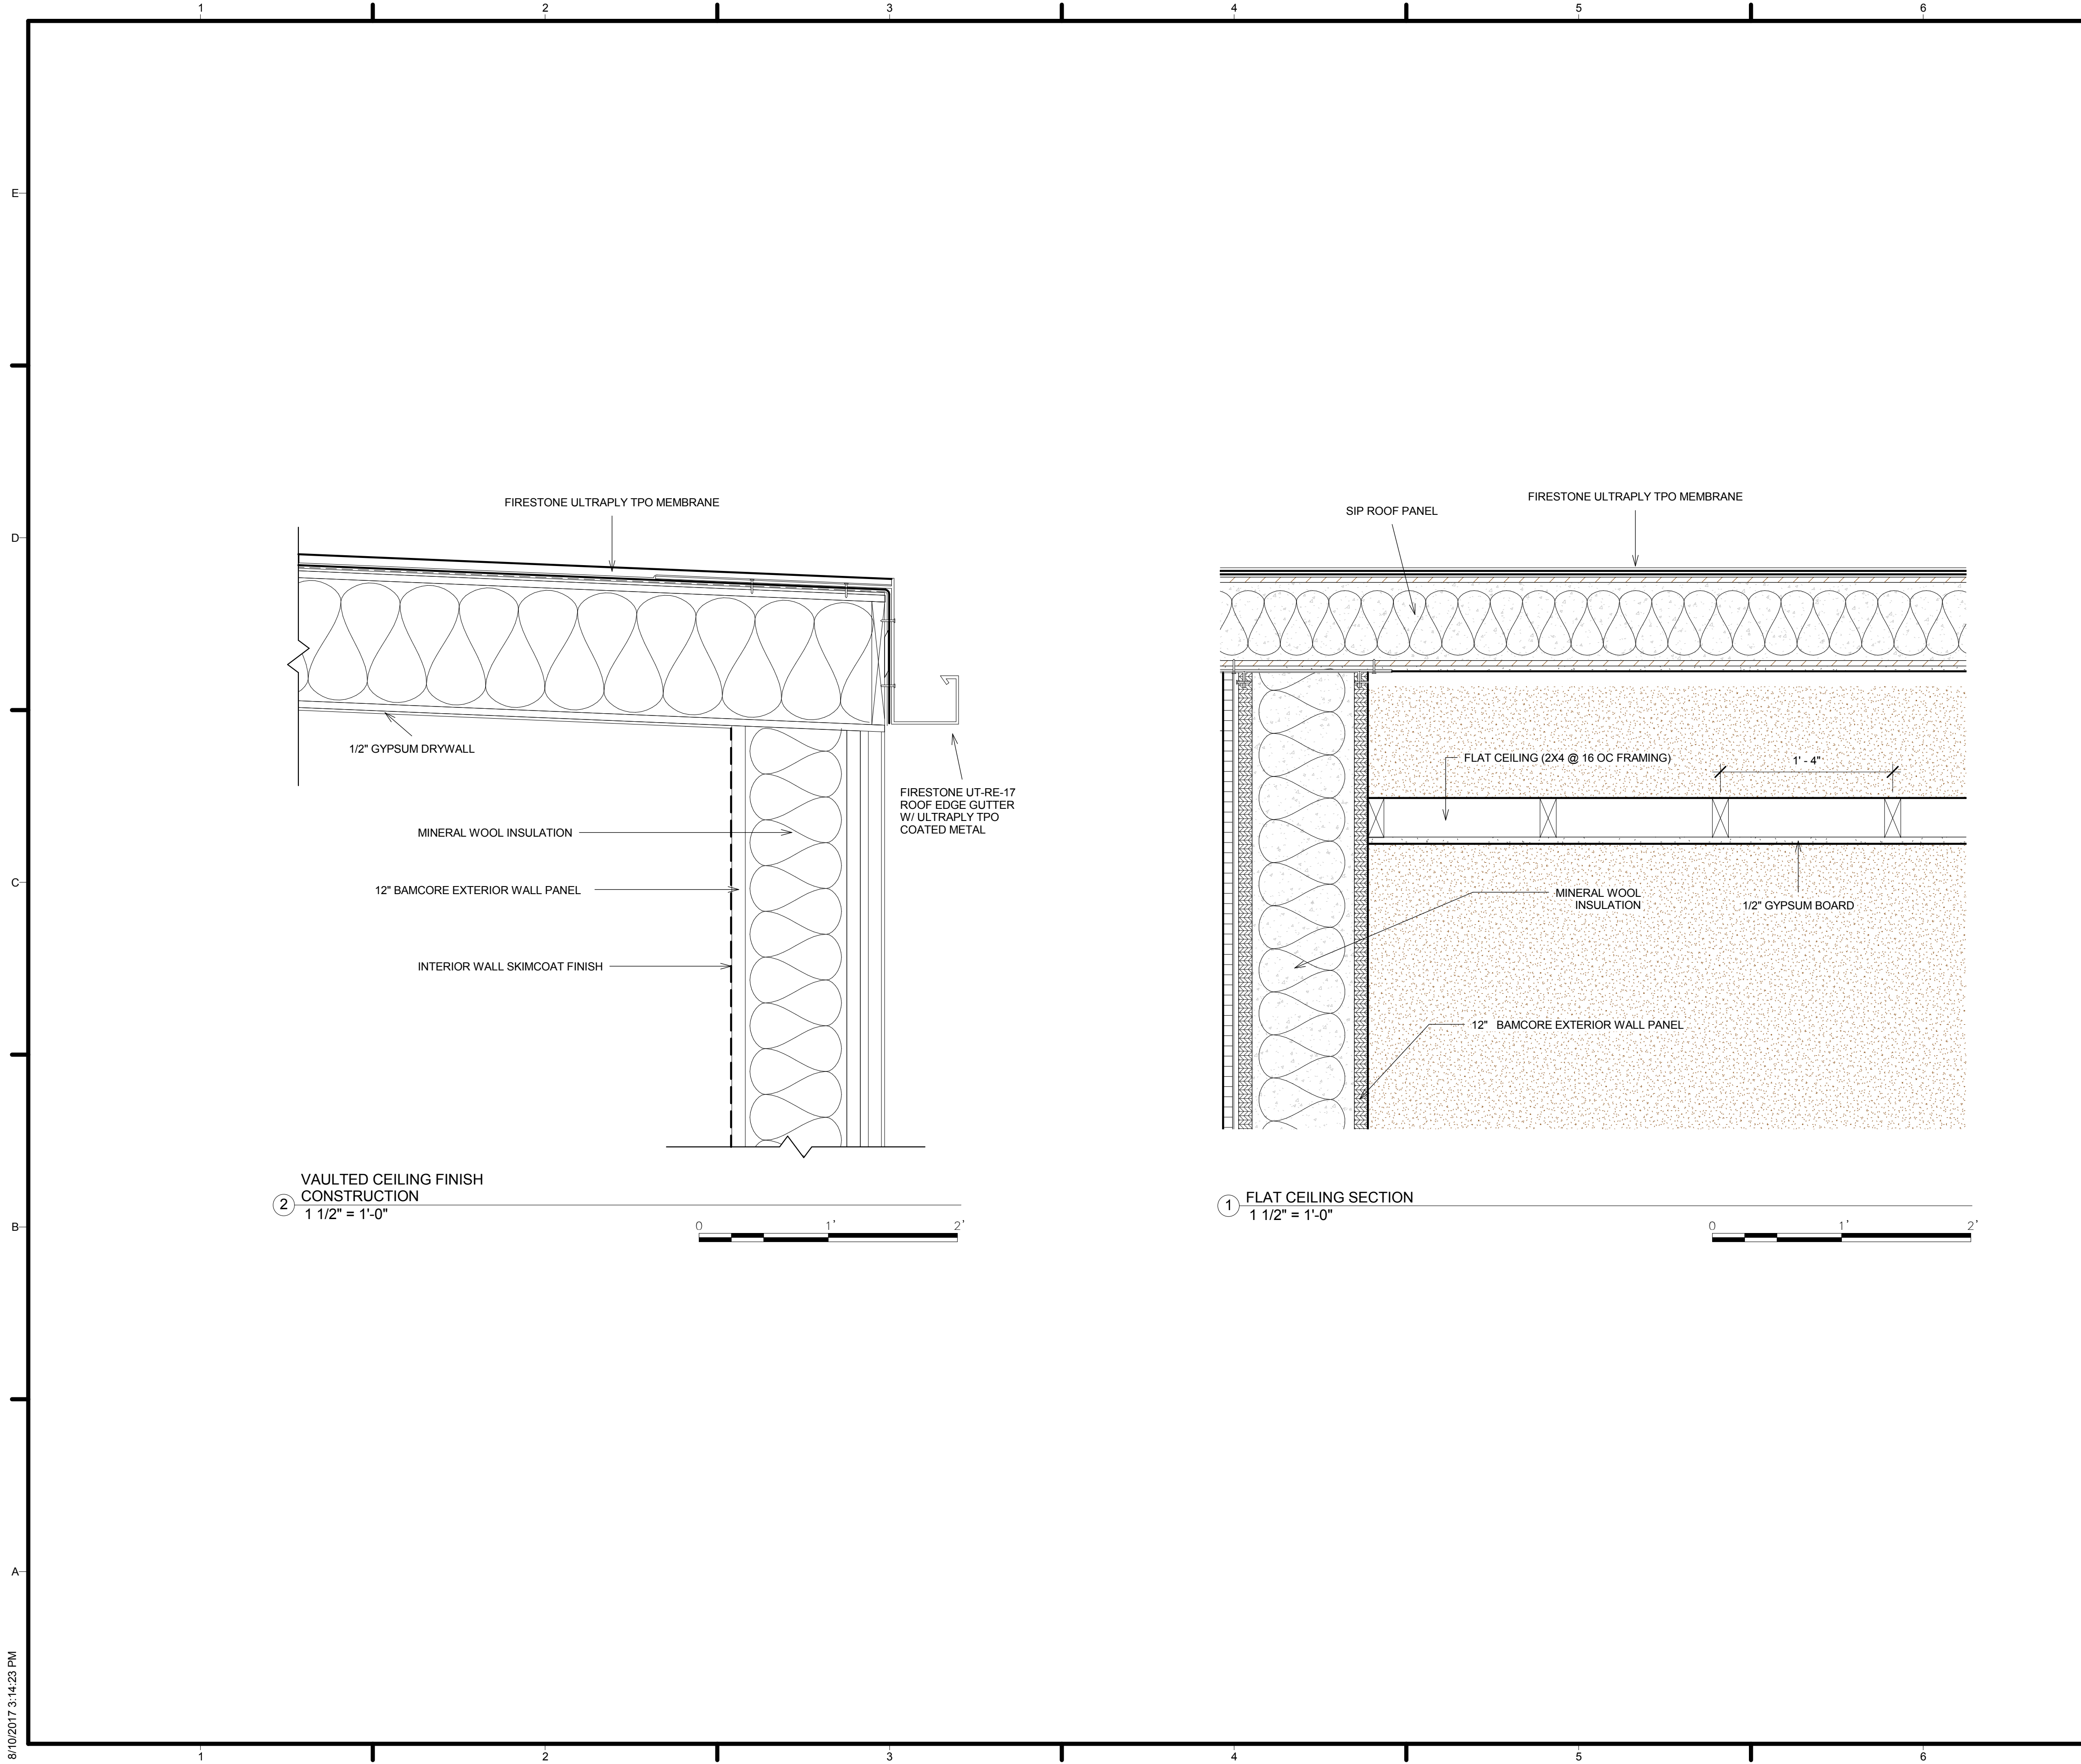 1 2 3 4 5 6
E
D
C
B
A
FIRESTONE ULTRAPLY TPO MEMBRANE
1/2" GYPSUM DRYWALL
FIRESTONE UT-RE-17
ROOF EDGE GUTTER
W/ ULTRAPLY TPO
COATED METAL
MINERAL WOOL INSULATION
12" BAMCORE EXTERIOR WALL PANEL
INTERIOR WALL SKIMCOAT FINISH
VAULTED CEILING FINISH
CONSTRUCTION
2
1 1/2" = 1'-0"
0 1' 2'
FIRESTONE ULTRAPLY TPO MEMBRANE
SIP ROOF PANEL
FLAT CEILING (2X4 @ 16 OC FRAMING)
1' - 4"
MINERAL WOOL
INSULATION
1/2" GYPSUM BOARD
12" BAMCORE EXTERIOR WALL PANEL
1 FLAT CEILING SECTION
1 1/2" = 1'-0"
0 1' 2'
8/10/2017 3:14:23 PM
1 2 3 4 5 6